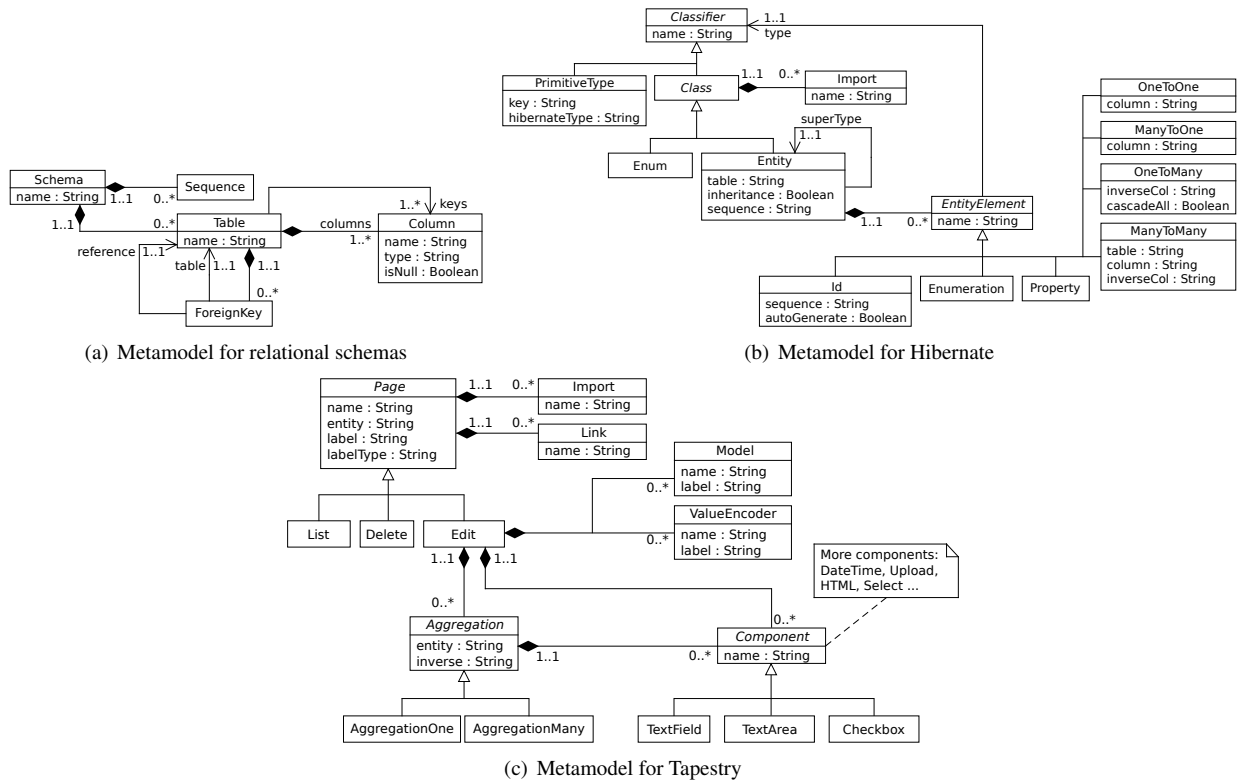 Schema
name : String
1..1
0..*
Sequence
1..1
0..*
Table
name : String
columns
1..*
1..*
keys
Column
name : String
type : String
isNull : Boolean
reference
1..1
table
1..1
1..1
0..*
ForeignKey
(a) Metamodel for relational schemas
Classifier
name : String
1..1
type
PrimitiveType
key : String
hibernateType : String
Class
1..1
0..*
Import
name : String
Enum
superType
1..1
Entity
table : String
inheritance : Boolean
sequence : String
1..1
0..*
EntityElement
name : String
OneToOne
column : String
ManyToOne
column : String
OneToMany
inverseCol : String
cascadeAll : Boolean
ManyToMany
table : String
column : String
inverseCol : String
Id
sequence : String
autoGenerate : Boolean
Enumeration
Property
(b) Metamodel for Hibernate
Page
name : String
entity : String
label : String
labelType : String
1..1
0..*
Import
name : String
1..1
0..*
Link
name : String
List
Delete
Edit
0..*
Model
name : String
label : String
0..*
ValueEncoder
name : String
label : String
1..1
1..1
0..*
0..*
More components:
DateTime, Upload,
HTML, Select ...
Aggregation
entity : String
inverse : String
1..1
0..*
Component
name : String
AggregationOne
AggregationMany
TextField
TextArea
Checkbox
(c) Metamodel for Tapestry